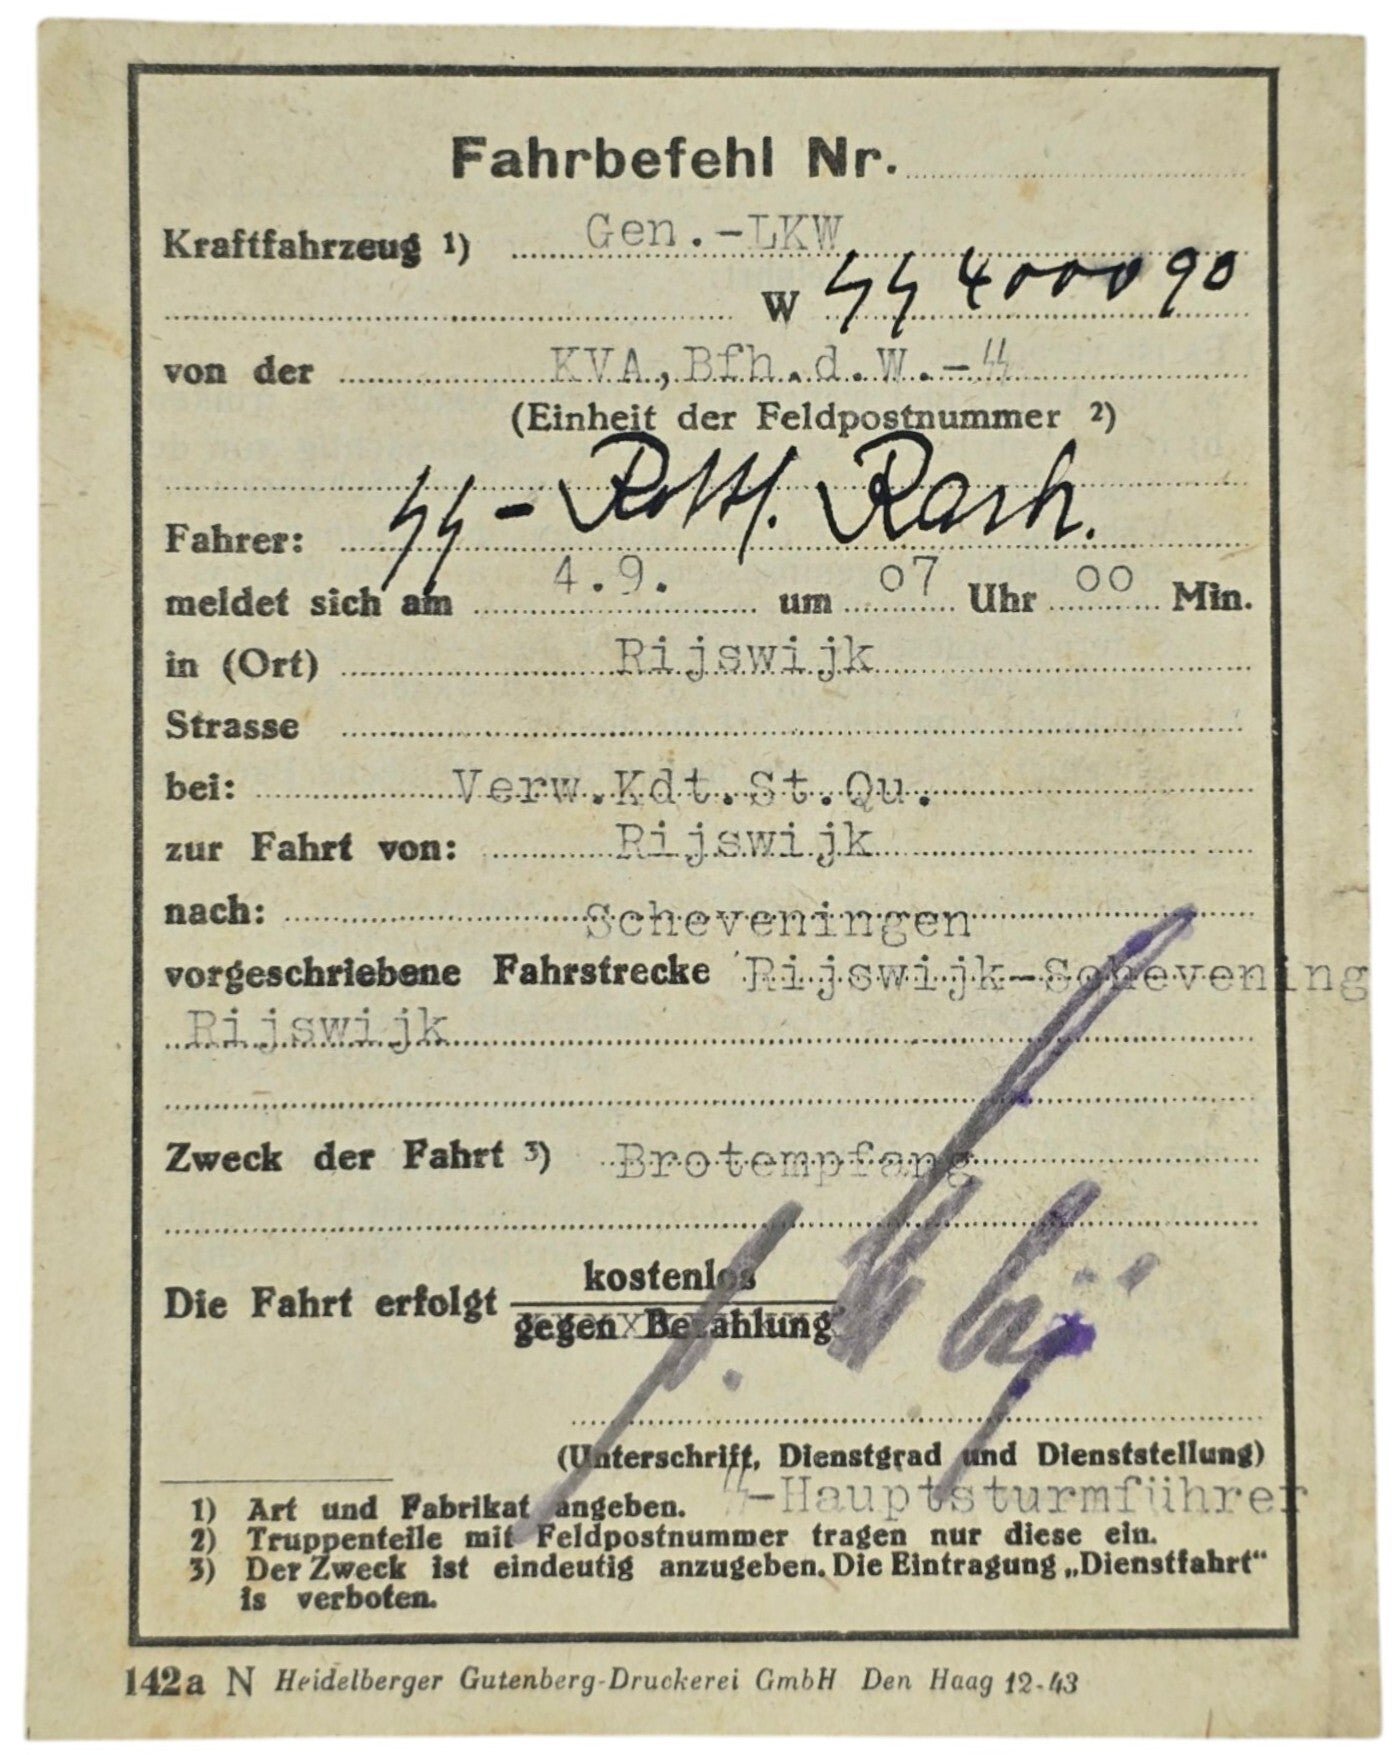 Fahrbefehl Nr.
Kraftfahrzeug 1) Gen.-LKW
W ᛋᛋ 4000 90
von der KVA, Bfh.d.W.-ᛋᛋ
(Einheit der Feldpostnummer 2)
Fahrer: ᛋᛋ-Rottf. Rash.
meldet sich am 4.9. um 07 Uhr 00 Min.
in (Ort) Rijswijk
Strasse
bei: Verw.Kdt.St.Qu.
zur Fahrt von: Rijswijk
nach: Scheveningen
vorgeschriebene Fahrstrecke Rijswijk-Schevening
Rijswijk
Zweck der Fahrt 3) Brotempfang
Die Fahrt erfolgt kostenlos
gegen Bezahlung
(Unterschrift, Dienstgrad und Dienststellung)
ᛋᛋ-Hauptsturmführer
1) Art und Fabrikat angeben.
2) Truppenteile mit Feldpostnummer tragen nur diese ein.
3) Der Zweck ist eindeutig anzugeben. Die Eintragung „Dienstfahrt“
is verboten.
142a N Heidelberger Gutenberg-Druckerei GmbH Den Haag 12-43